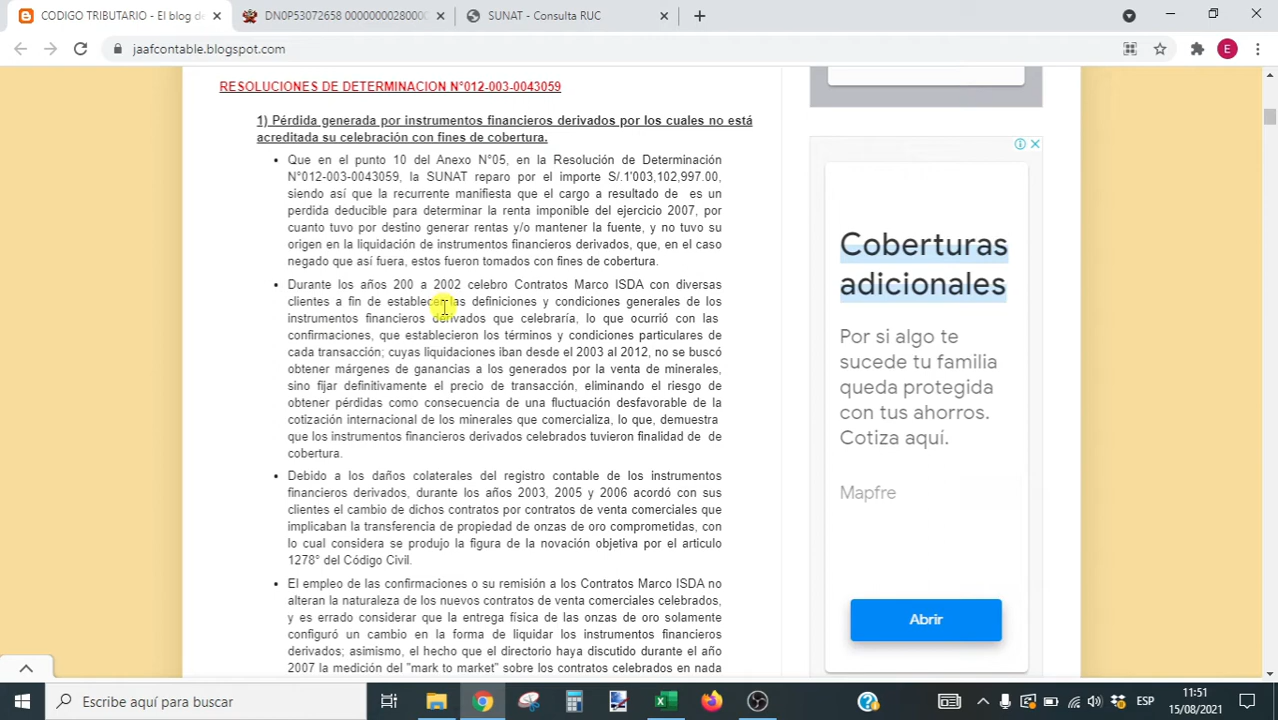 CODIGO TRIBUTARIO - El blog de
DN0P53072658 00000000280000
SUNAT - Consulta RUC
jaafcontable.blogspot.com
E
RESOLUCIONES DE DETERMINACION N°012-003-0043059
1) Pérdida generada por instrumentos financieros derivados por los cuales no está
acreditada su celebración con fines de cobertura.
Que en el punto 10 del Anexo N°05, en la Resolución de Determinación
N°012-003-0043059, la SUNAT reparo por el importe S/.1'003,102,997.00,
siendo así que la recurrente manifiesta que el cargo a resultado de es un
perdida deducible para determinar la renta imponible del ejercicio 2007, por
cuanto tuvo por destino generar rentas y/o mantener la fuente, y no tuvo su
origen en la liquidación de instrumentos financieros derivados, que, en el caso
negado que así fuera, estos fueron tomados con fines de cobertura.
Durante los años 200 a 2002 celebro Contratos Marco ISDA con diversas
clientes a fin de establecer las definiciones y condiciones generales de los
instrumentos financieros derivados que celebraría, lo que ocurrió con las
confirmaciones, que establecieron los términos y condiciones particulares de
cada transacción; cuyas liquidaciones iban desde el 2003 al 2012, no se buscó
obtener márgenes de ganancias a los generados por la venta de minerales,
sino fijar definitivamente el precio de transacción, eliminando el riesgo de
obtener pérdidas como consecuencia de una fluctuación desfavorable de la
cotización internacional de los minerales que comercializa, lo que, demuestra
que los instrumentos financieros derivados celebrados tuvieron finalidad de de
cobertura.
Debido a los daños colaterales del registro contable de los instrumentos
financieros derivados, durante los años 2003, 2005 y 2006 acordó con sus
clientes el cambio de dichos contratos por contratos de venta comerciales que
implicaban la transferencia de propiedad de onzas de oro comprometidas, con
lo cual considera se produjo la figura de la novación objetiva por el articulo
1278° del Código Civil.
El empleo de las confirmaciones o su remisión a los Contratos Marco ISDA no
alteran la naturaleza de los nuevos contratos de venta comerciales celebrados,
y es errado considerar que la entrega física de las onzas de oro solamente
configuró un cambio en la forma de liquidar los instrumentos financieros
derivados; asimismo, el hecho que el directorio haya discutido durante el año
2007 la medición del "mark to market" sobre los contratos celebrados en nada
Coberturas
adicionales
Por si algo te
sucede tu familia
queda protegida
con tus ahorros.
Cotiza aquí.
Mapfre
Abrir
Escribe aquí para buscar
ESP
11:51
15/08/2021